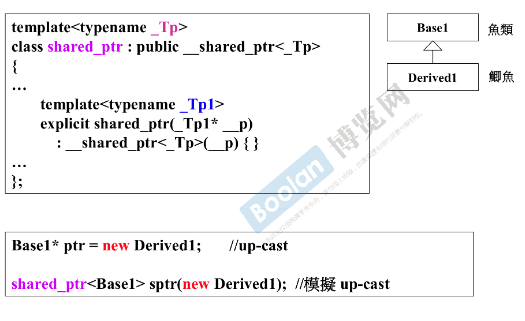 template<typename _Tp>
class shared_ptr : public __shared_ptr<_Tp>
{
…
template<typename _Tp1>
explicit shared_ptr(_Tp1* __p)
: __shared_ptr<_Tp>(__p) { }
…
};
Base1
魚類
Derived1
鯽魚
Boolan
博览网
Base1* ptr = new Derived1; //up-cast
shared_ptr<Base1> sptr(new Derived1); //模擬 up-cast